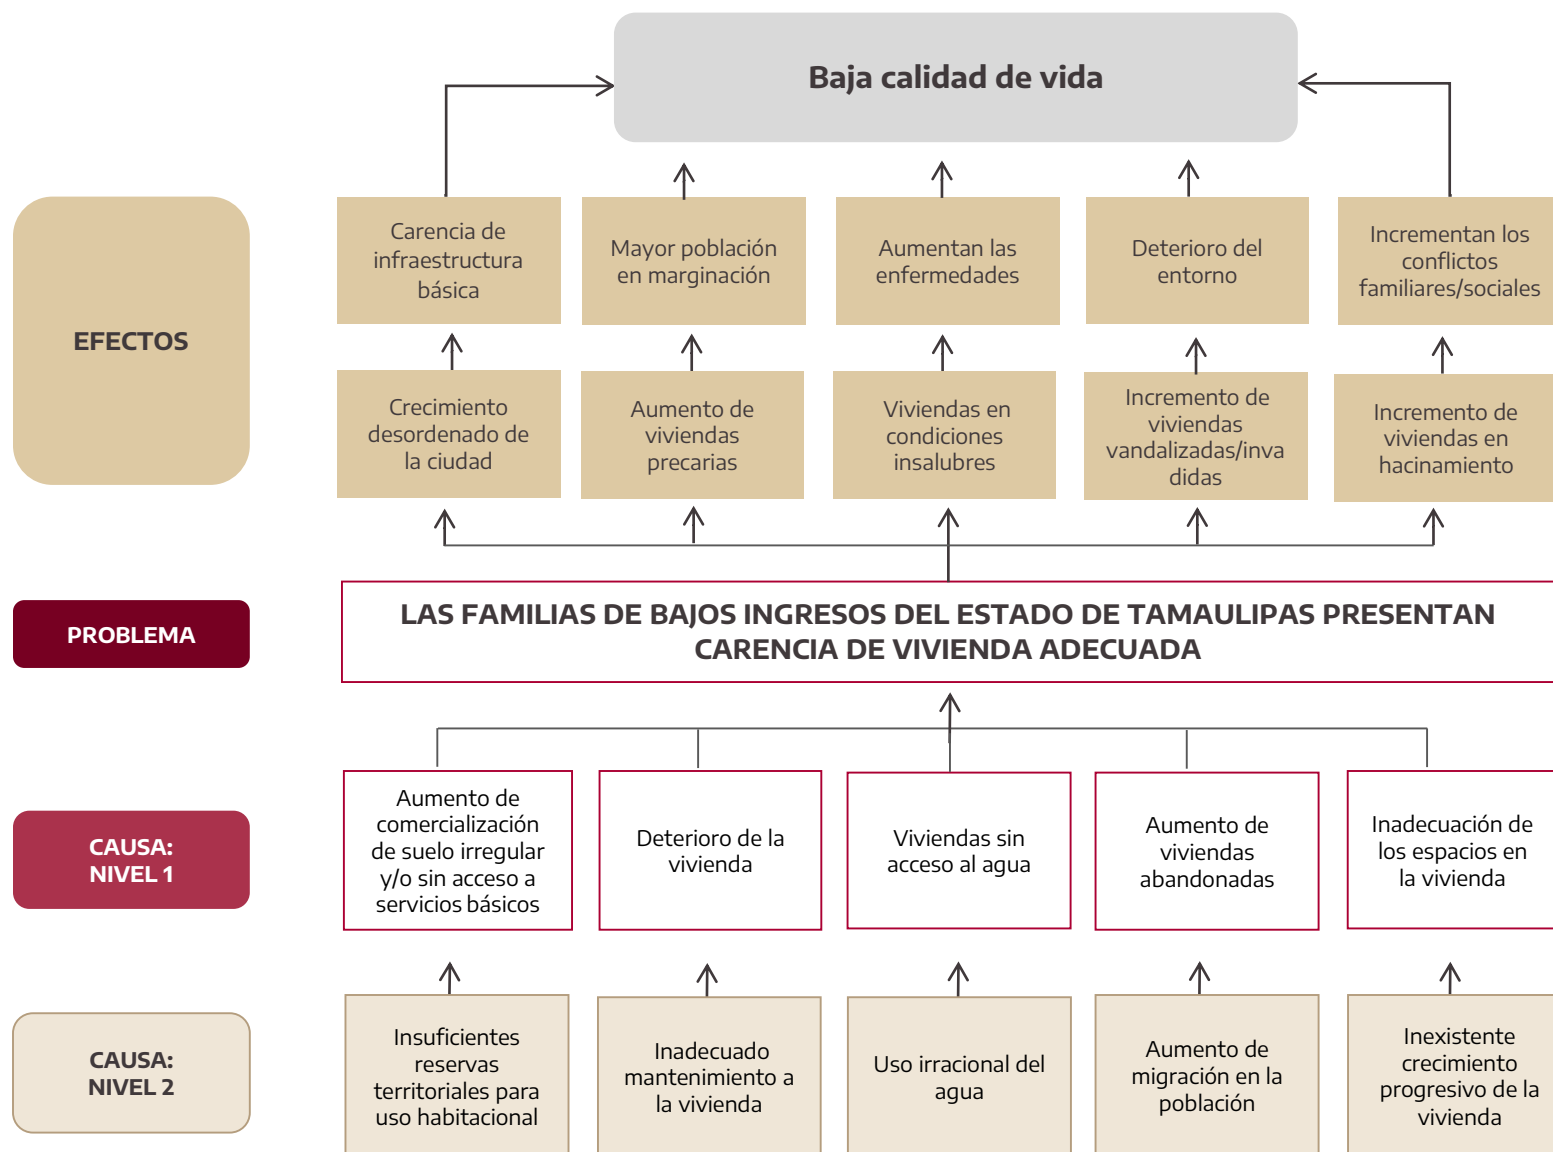 Baja calidad de vida
EFECTOS
Carencia de
infraestructura
básica
Mayor población
en marginación
Aumentan las
enfermedades
Deterioro del
entorno
Incrementan los
conflictos
familiares/sociales
Crecimiento
desordenado de
la ciudad
Aumento de
viviendas
precarias
Viviendas en
condiciones
insalubres
Incremento de
viviendas
vandalizadas/inva
didas
Incremento de
viviendas en
hacinamiento
PROBLEMA
LAS FAMILIAS DE BAJOS INGRESOS DEL ESTADO DE TAMAULIPAS PRESENTAN
CARENCIA DE VIVIENDA ADECUADA
CAUSA:
NIVEL 1
Aumento de
comercialización
de suelo irregular
y/o sin acceso a
servicios básicos
Deterioro de la
vivienda
Viviendas sin
acceso al agua
Aumento de
viviendas
abandonadas
Inadecuación de
los espacios en
la vivienda
CAUSA:
NIVEL 2
Insuficientes
reservas
territoriales para
uso habitacional
Inadecuado
mantenimiento a
la vivienda
Uso irracional del
agua
Aumento de
migración en la
población
Inexistente
crecimiento
progresivo de la
vivienda